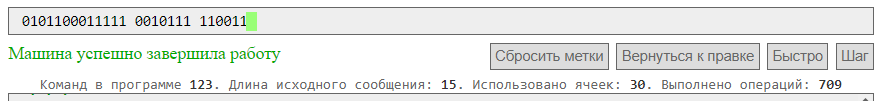 0101100011111 0010111 110011
Машина успешно завершила работу
Сбросить метки Вернуться к правке Быстро Шаг
Команд в программе 123. Длина исходного сообщения: 15. Использовано ячеек: 30. Выполнено операций: 709